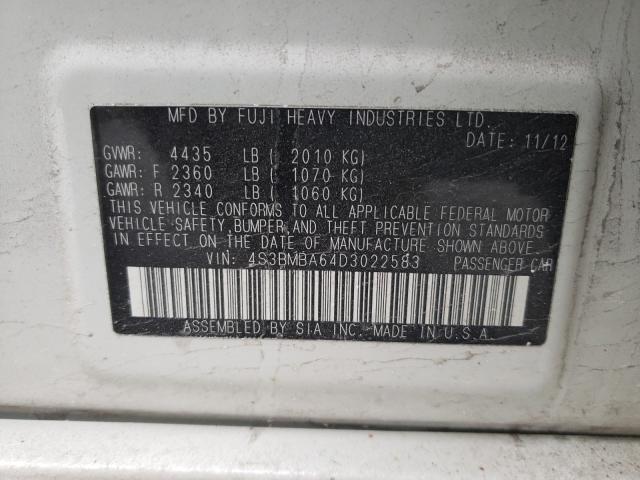 MFD BY FUJI HEAVY INDUSTRIES LTD.
DATE: 11/12
GVWR: 4435 LB ( 2010 KG)
GAWR: F 2360 LB ( 1070 KG)
GAWR: R 2340 LB ( 1060 KG)
THIS VEHICLE CONFORMS TO ALL APPLICABLE FEDERAL MOTOR
VEHICLE SAFETY, BUMPER, AND THEFT PREVENTION STANDARDS
IN EFFECT ON THE DATE OF MANUFACTURE SHOWN ABOVE.
VIN: 4S3BMBA64D3022583 PASSENGER CAR
ASSEMBLED BY SIA INC. MADE IN U.S.A.